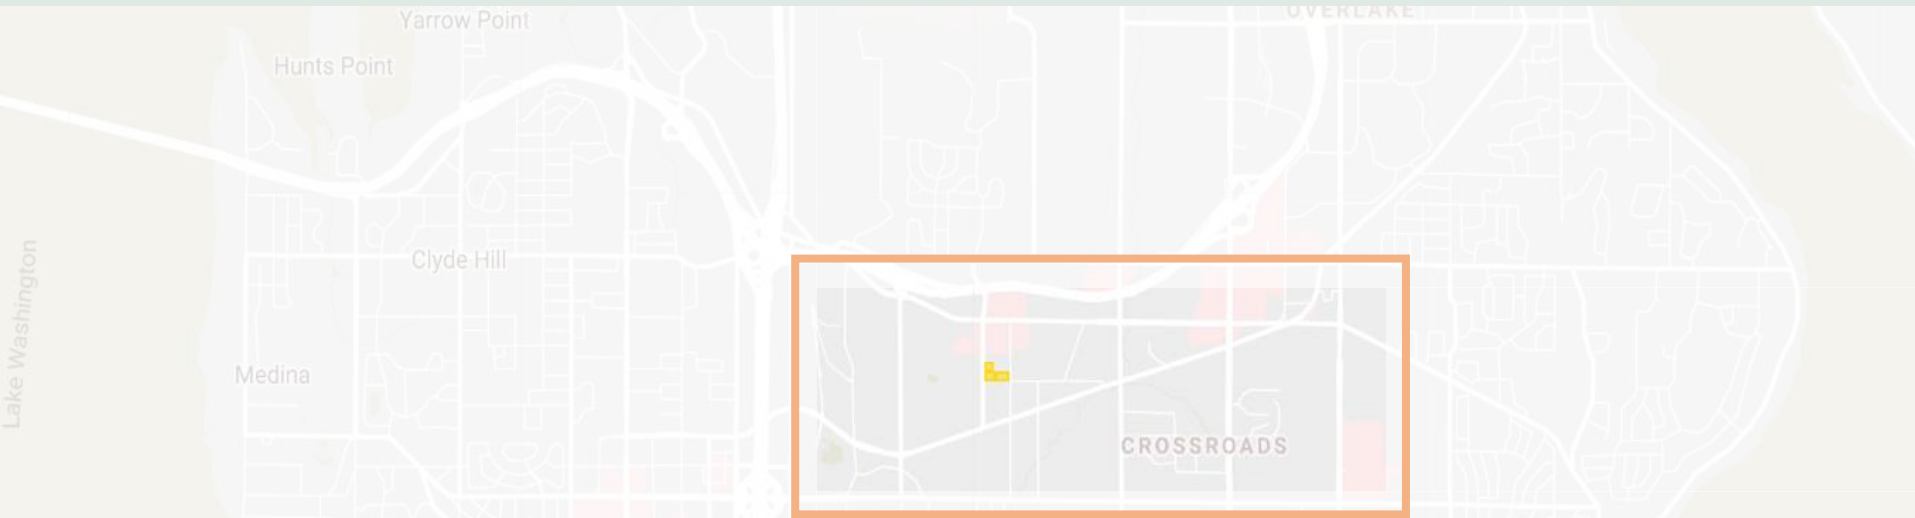 Yarrow Point
OVERLAKE
Hunts Point
Clyde Hill
Lake Washington
Medina
CROSSROADS